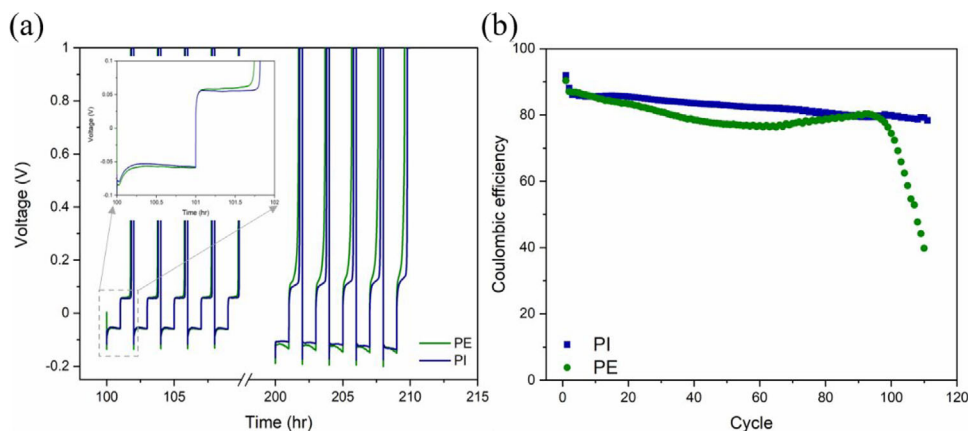 (a)
(b)
1
0.8
0.6
0.4
0.2
0
-0.2
Voltage (V)
100 105 200 205 210 215
Time (hr)
0.1
0.05
0
-0.05
-0.1
Voltage (V)
100 100.5 101 101.5 102
Time (hr)
PE
PI
100
80
60
40
20
0
Coulombic efficiency
0 20 40 60 80 100 120
Cycle
PI
PE